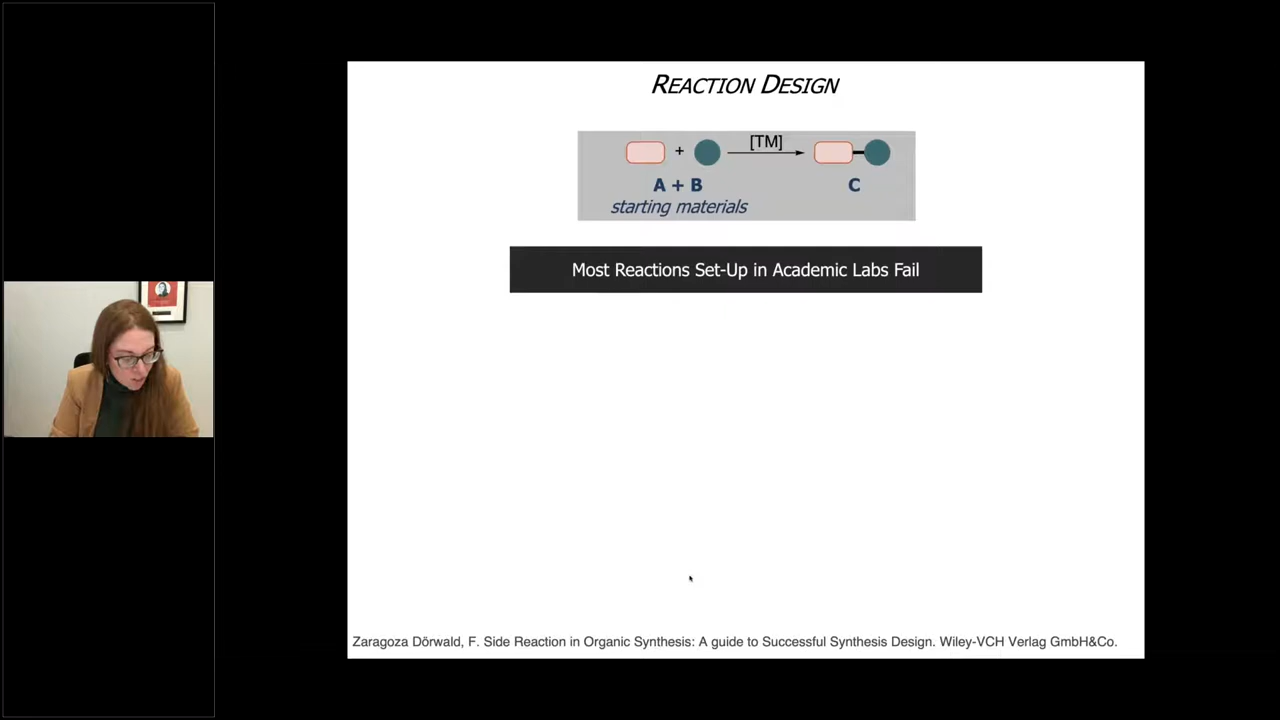 REACTION DESIGN
+ [TM]
A + B C
starting materials
Most Reactions Set-Up in Academic Labs Fail
Zaragoza Dörwald, F. Side Reaction in Organic Synthesis: A guide to Successful Synthesis Design. Wiley-VCH Verlag GmbH&Co.